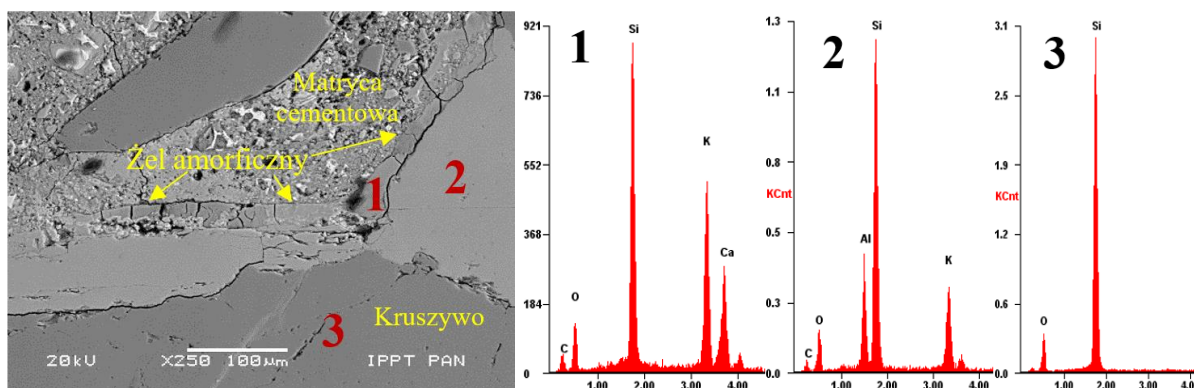 Matryca
cementowa
Żel amorficzny
1
2
3
Kruszywo
20kV X250 100µm IPPT PAN
1
921
736
552
368
184
0
C
O
Si
K
Ca
1.00 2.00 3.00 4.00
2
1.3
1.1
0.8
KCnt
0.5
0.3
0.0
C
O
Al
Si
K
1.00 2.00 3.00 4.00
3
3.1
2.5
1.9
KCnt
1.2
0.6
0.0
O
Si
1.00 2.00 3.00 4.00